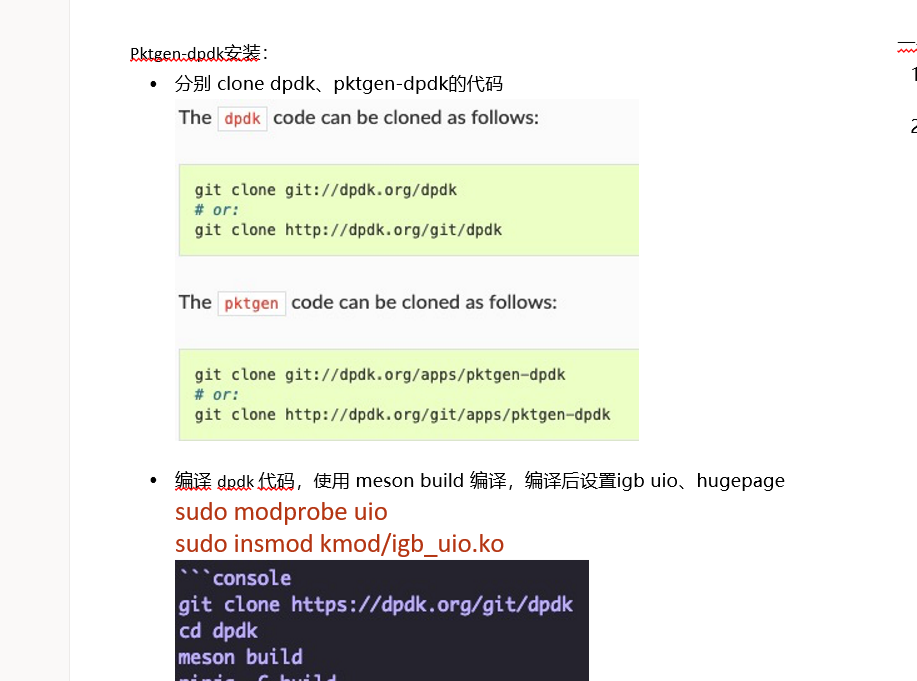 Pktgen-dpdk安装：
• 分别 clone dpdk、pktgen-dpdk的代码
The dpdk code can be cloned as follows:
git clone git://dpdk.org/dpdk
# or:
git clone http://dpdk.org/git/dpdk
The pktgen code can be cloned as follows:
git clone git://dpdk.org/apps/pktgen-dpdk
# or:
git clone http://dpdk.org/git/apps/pktgen-dpdk
• 编译 dpdk 代码，使用 meson build 编译，编译后设置igb uio、hugepage
sudo modprobe uio
sudo insmod kmod/igb_uio.ko
```console
git clone https://dpdk.org/git/dpdk
cd dpdk
meson build